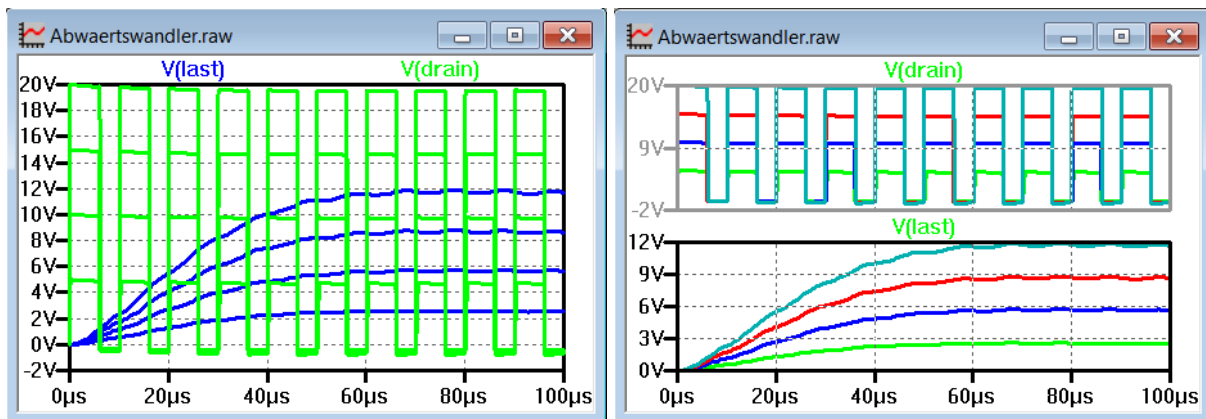 Abwaertswandler.raw
V(last) V(drain)
20V
18V
16V
14V
12V
10V
8V
6V
4V
2V
0V
-2V
0µs 20µs 40µs 60µs 80µs 100µs
Abwaertswandler.raw
V(drain)
20V
9V
-2V
V(last)
12V
9V
6V
3V
0V
0µs 20µs 40µs 60µs 80µs 100µs